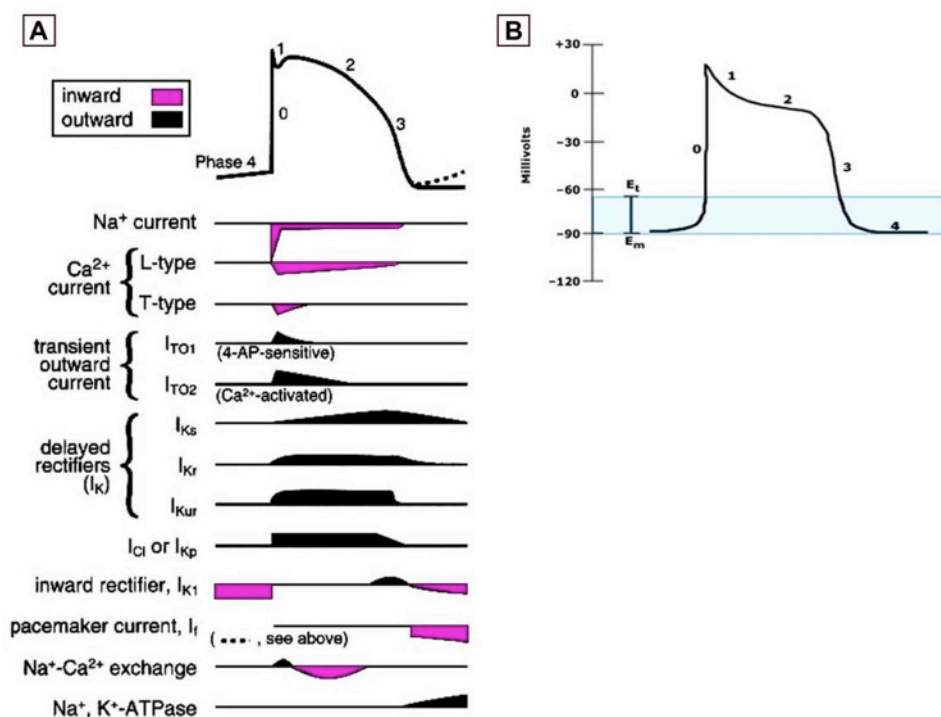 A
inward
outward
1
2
0
3
Phase 4
Na+ current
Ca2+
current
L-type
T-type
transient
outward
current
ITO1
(4-AP-sensitive)
ITO2
(Ca2+-activated)
delayed
rectifiers
(IK)
IKs
IKr
IKur
ICl or IKp
inward rectifier, IK1
pacemaker current, If
( , see above)
Na+-Ca2+ exchange
Na+, K+-ATPase
B
Millivolts
+30
0
-30
-60
-90
-120
Et
Em
0
1
2
3
4